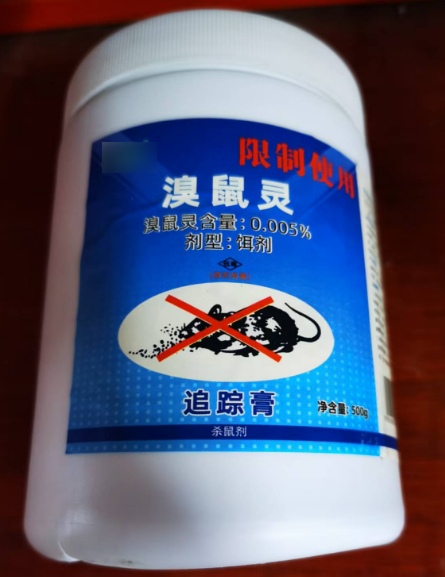 限制使用
溴鼠灵
溴鼠灵含量：0.005%
剂型：饵剂
追踪膏
净含量：500g
杀鼠剂